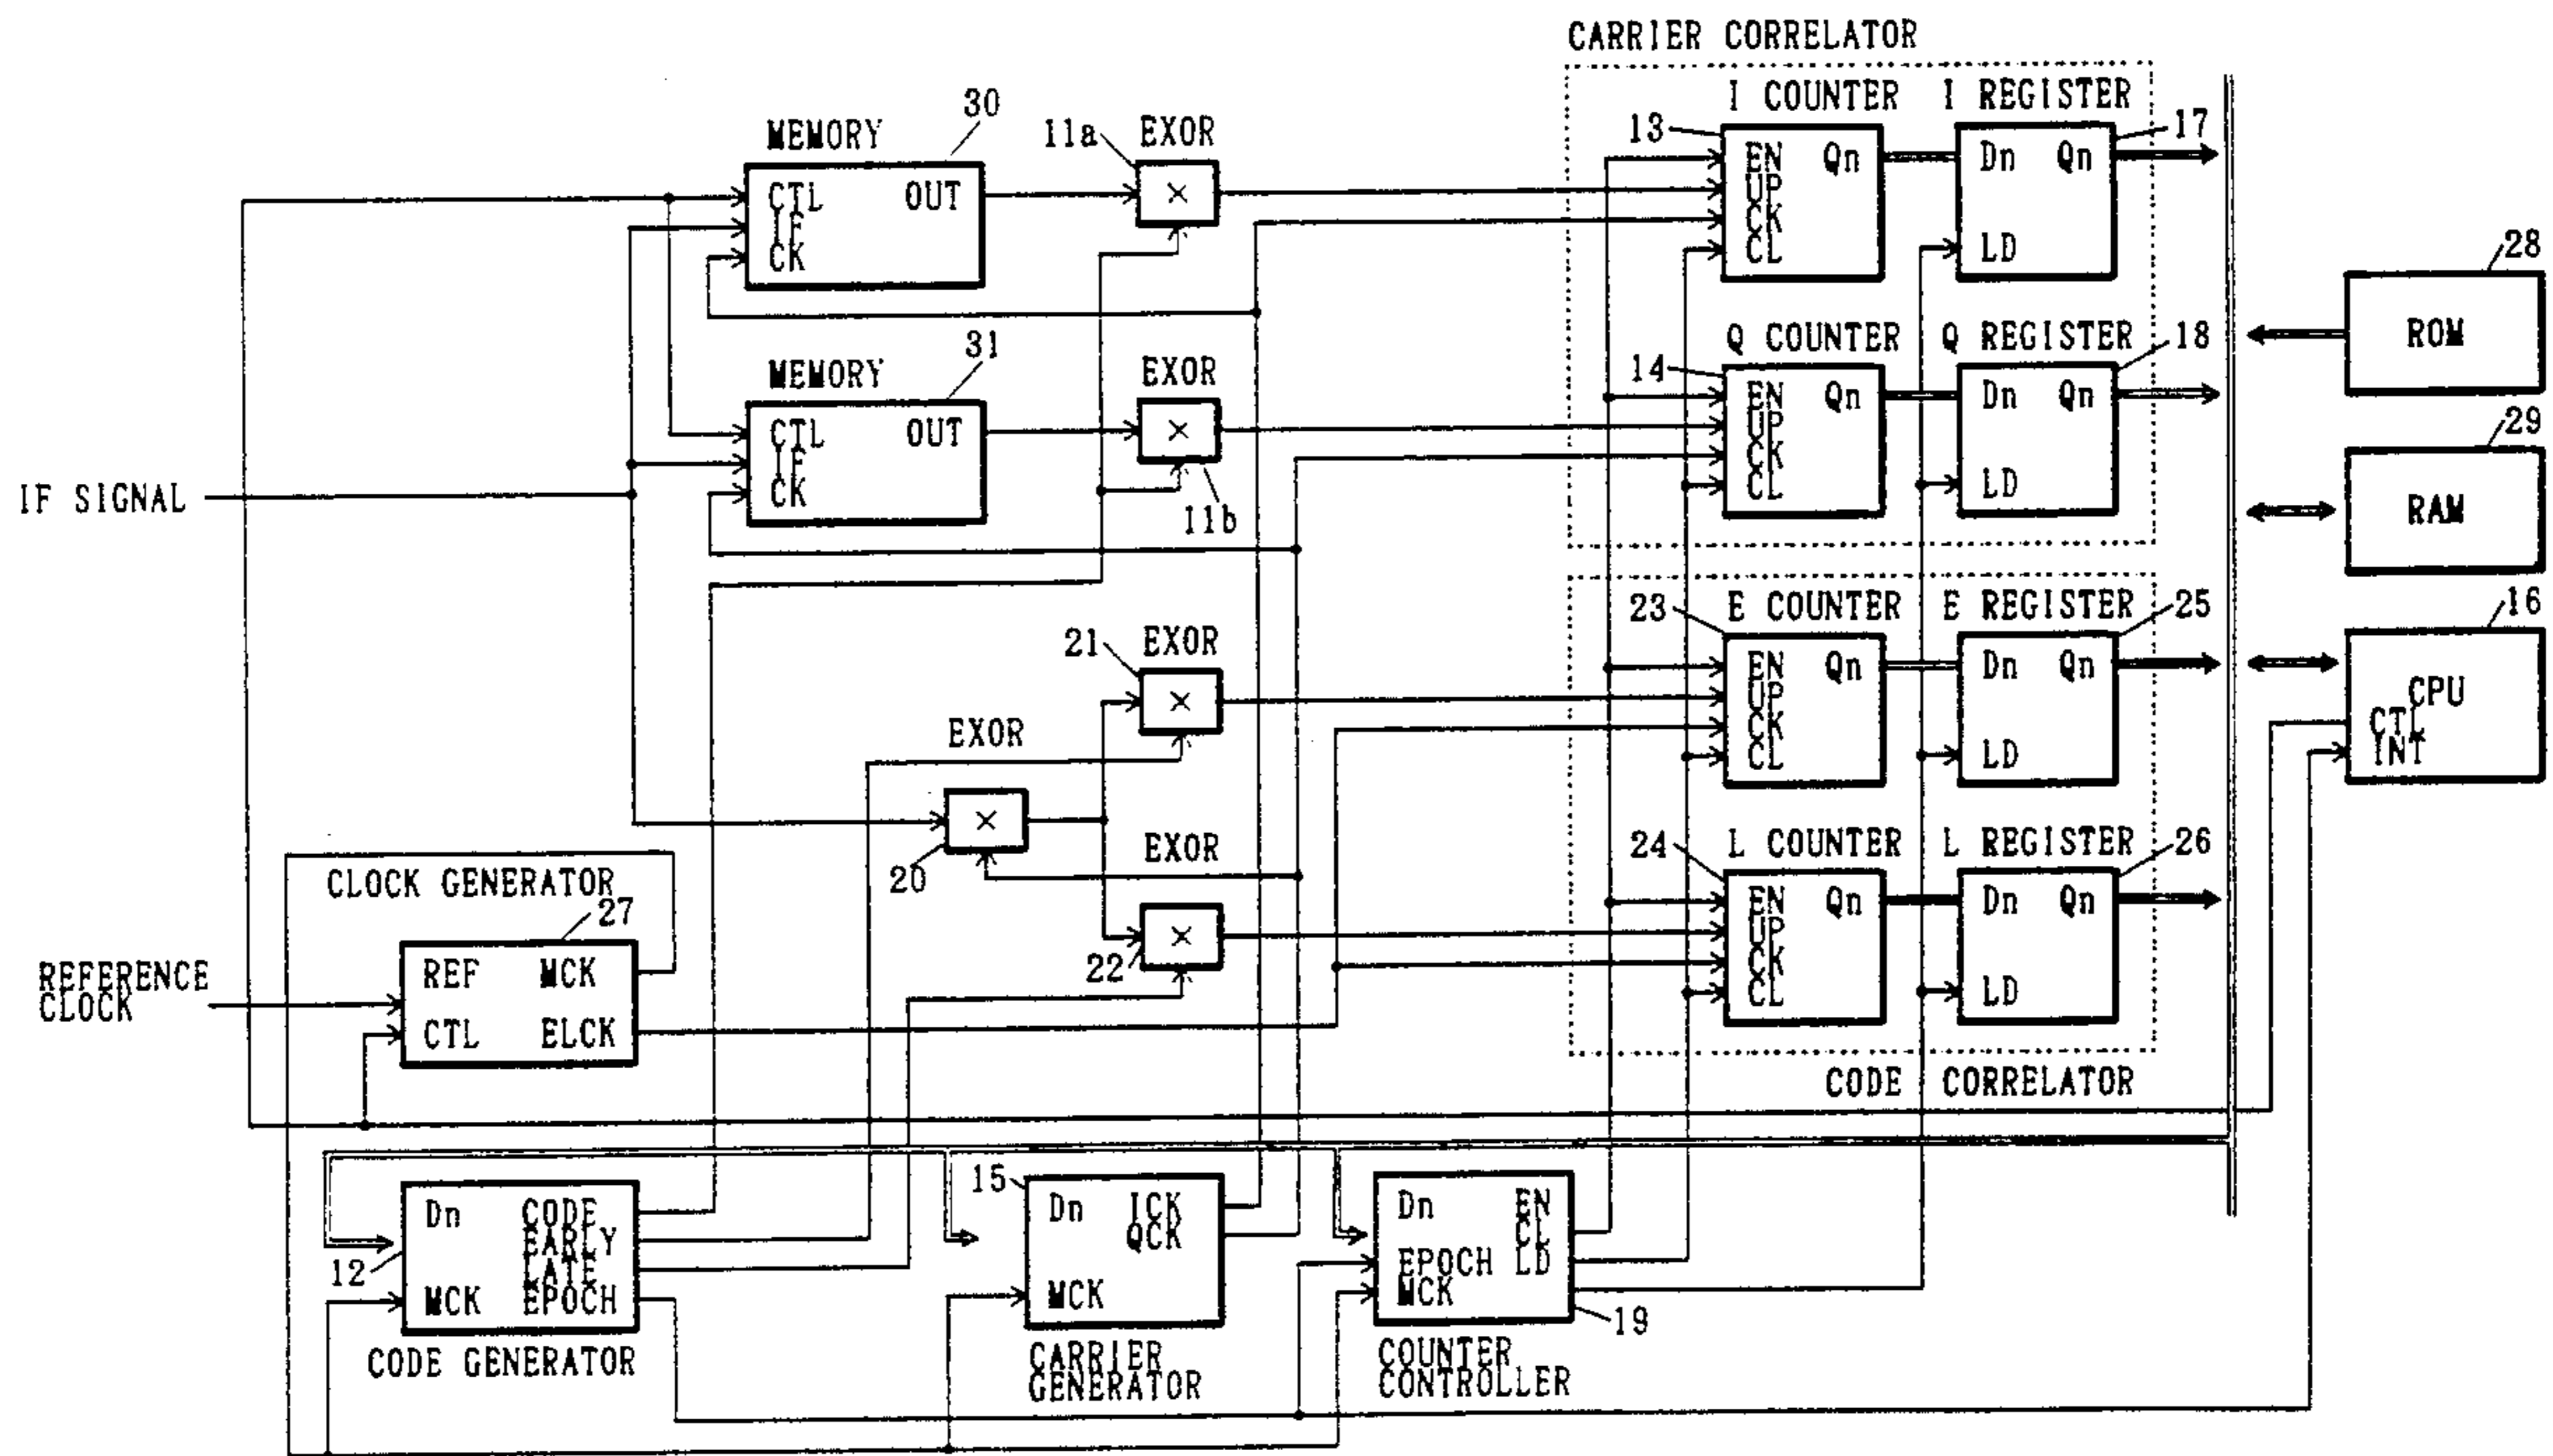 CARRIER CORRELATOR
I COUNTER
I REGISTER
30
MEMORY
11a
EXOR
13
17
CTL
IF
CK
OUT
×
EN
UP
CK
CL
Qn
Dn
LD
Qn
28
ROM
31
MEMORY
EXOR
Q COUNTER
Q REGISTER
14
18
CTL
IF
CK
OUT
×
11b
EN
UP
CK
CL
Qn
Dn
LD
Qn
29
RAM
IF SIGNAL
E COUNTER
E REGISTER
21
EXOR
23
25
×
EN
UP
CK
CL
Qn
Dn
LD
Qn
16
CPU
CTL
INT
EXOR
×
20
EXOR
L COUNTER
L REGISTER
24
26
×
22
EN
UP
CK
CL
Qn
Dn
LD
Qn
CODE CORRELATOR
CLOCK GENERATOR
27
REFERENCE
CLOCK
REF
MCK
CTL
ELCK
12
Dn
CODE
EARLY
LATE
MCK
EPOCH
CODE GENERATOR
15
Dn
ICK
QCK
MCK
CARRIER
GENERATOR
Dn
EN
CL
EPOCH
LD
MCK
19
COUNTER
CONTROLLER